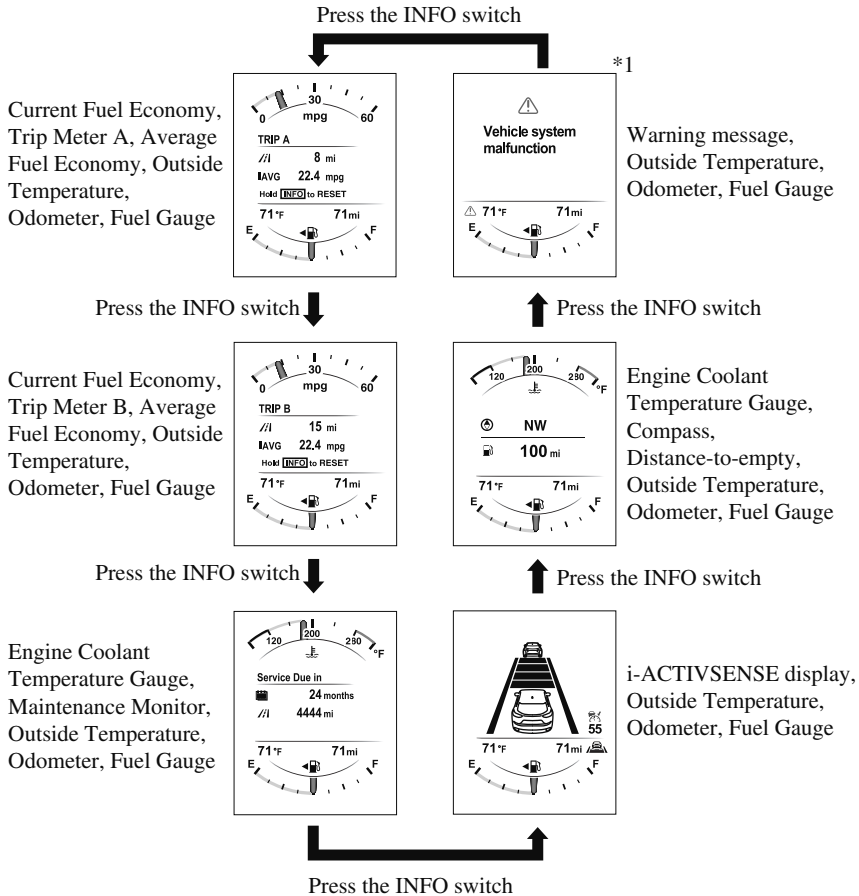 Press the INFO switch
*1
Current Fuel Economy,
Trip Meter A, Average
Fuel Economy, Outside
Temperature,
Odometer, Fuel Gauge
0 30 60
mpg
TRIP A
8 mi
AVG 22.4 mpg
Hold INFO to RESET
71°F 71mi
E F
Vehicle system
malfunction
71°F 71mi
E F
Warning message,
Outside Temperature,
Odometer, Fuel Gauge
Press the INFO switch
Press the INFO switch
Current Fuel Economy,
Trip Meter B, Average
Fuel Economy, Outside
Temperature,
Odometer, Fuel Gauge
0 30 60
mpg
TRIP B
15 mi
AVG 22.4 mpg
Hold INFO to RESET
71°F 71mi
E F
120 200 280 °F
NW
100 mi
71°F 71mi
E F
Engine Coolant
Temperature Gauge,
Compass,
Distance-to-empty,
Outside Temperature,
Odometer, Fuel Gauge
Press the INFO switch
Press the INFO switch
Engine Coolant
Temperature Gauge,
Maintenance Monitor,
Outside Temperature,
Odometer, Fuel Gauge
120 200 280 °F
Service Due in
24 months
4444 mi
71°F 71mi
E F
55
71°F 71mi
E F
i-ACTIVSENSE display,
Outside Temperature,
Odometer, Fuel Gauge
Press the INFO switch